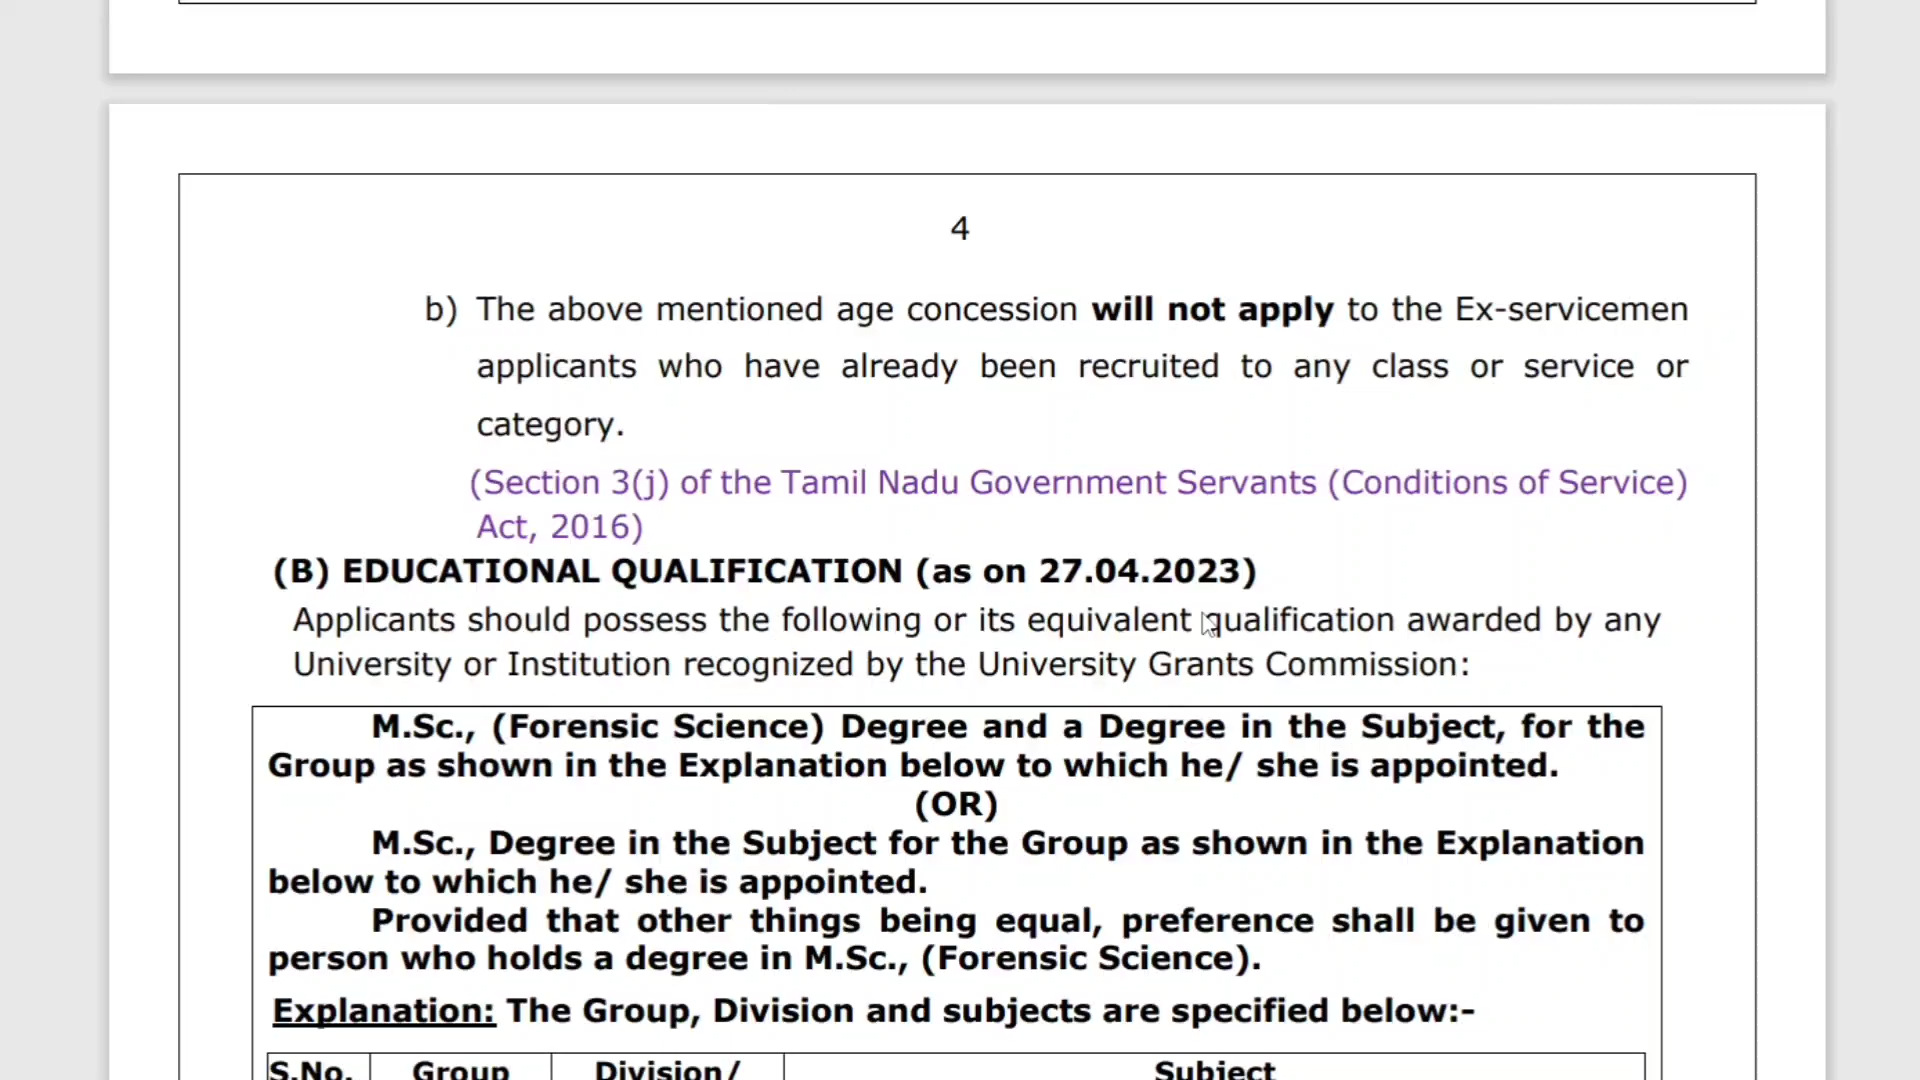 4
b) The above mentioned age concession will not apply to the Ex-servicemen
applicants who have already been recruited to any class or service or
category.
(Section 3(j) of the Tamil Nadu Government Servants (Conditions of Service)
Act, 2016)
(B) EDUCATIONAL QUALIFICATION (as on 27.04.2023)
Applicants should possess the following or its equivalent qualification awarded by any
University or Institution recognized by the University Grants Commission:
M.Sc., (Forensic Science) Degree and a Degree in the Subject, for the
Group as shown in the Explanation below to which he/ she is appointed.
(OR)
M.Sc., Degree in the Subject for the Group as shown in the Explanation
below to which he/ she is appointed.
Provided that other things being equal, preference shall be given to
person who holds a degree in M.Sc., (Forensic Science).
Explanation: The Group, Division and subjects are specified below:-
S.No. Group Division/ Subject